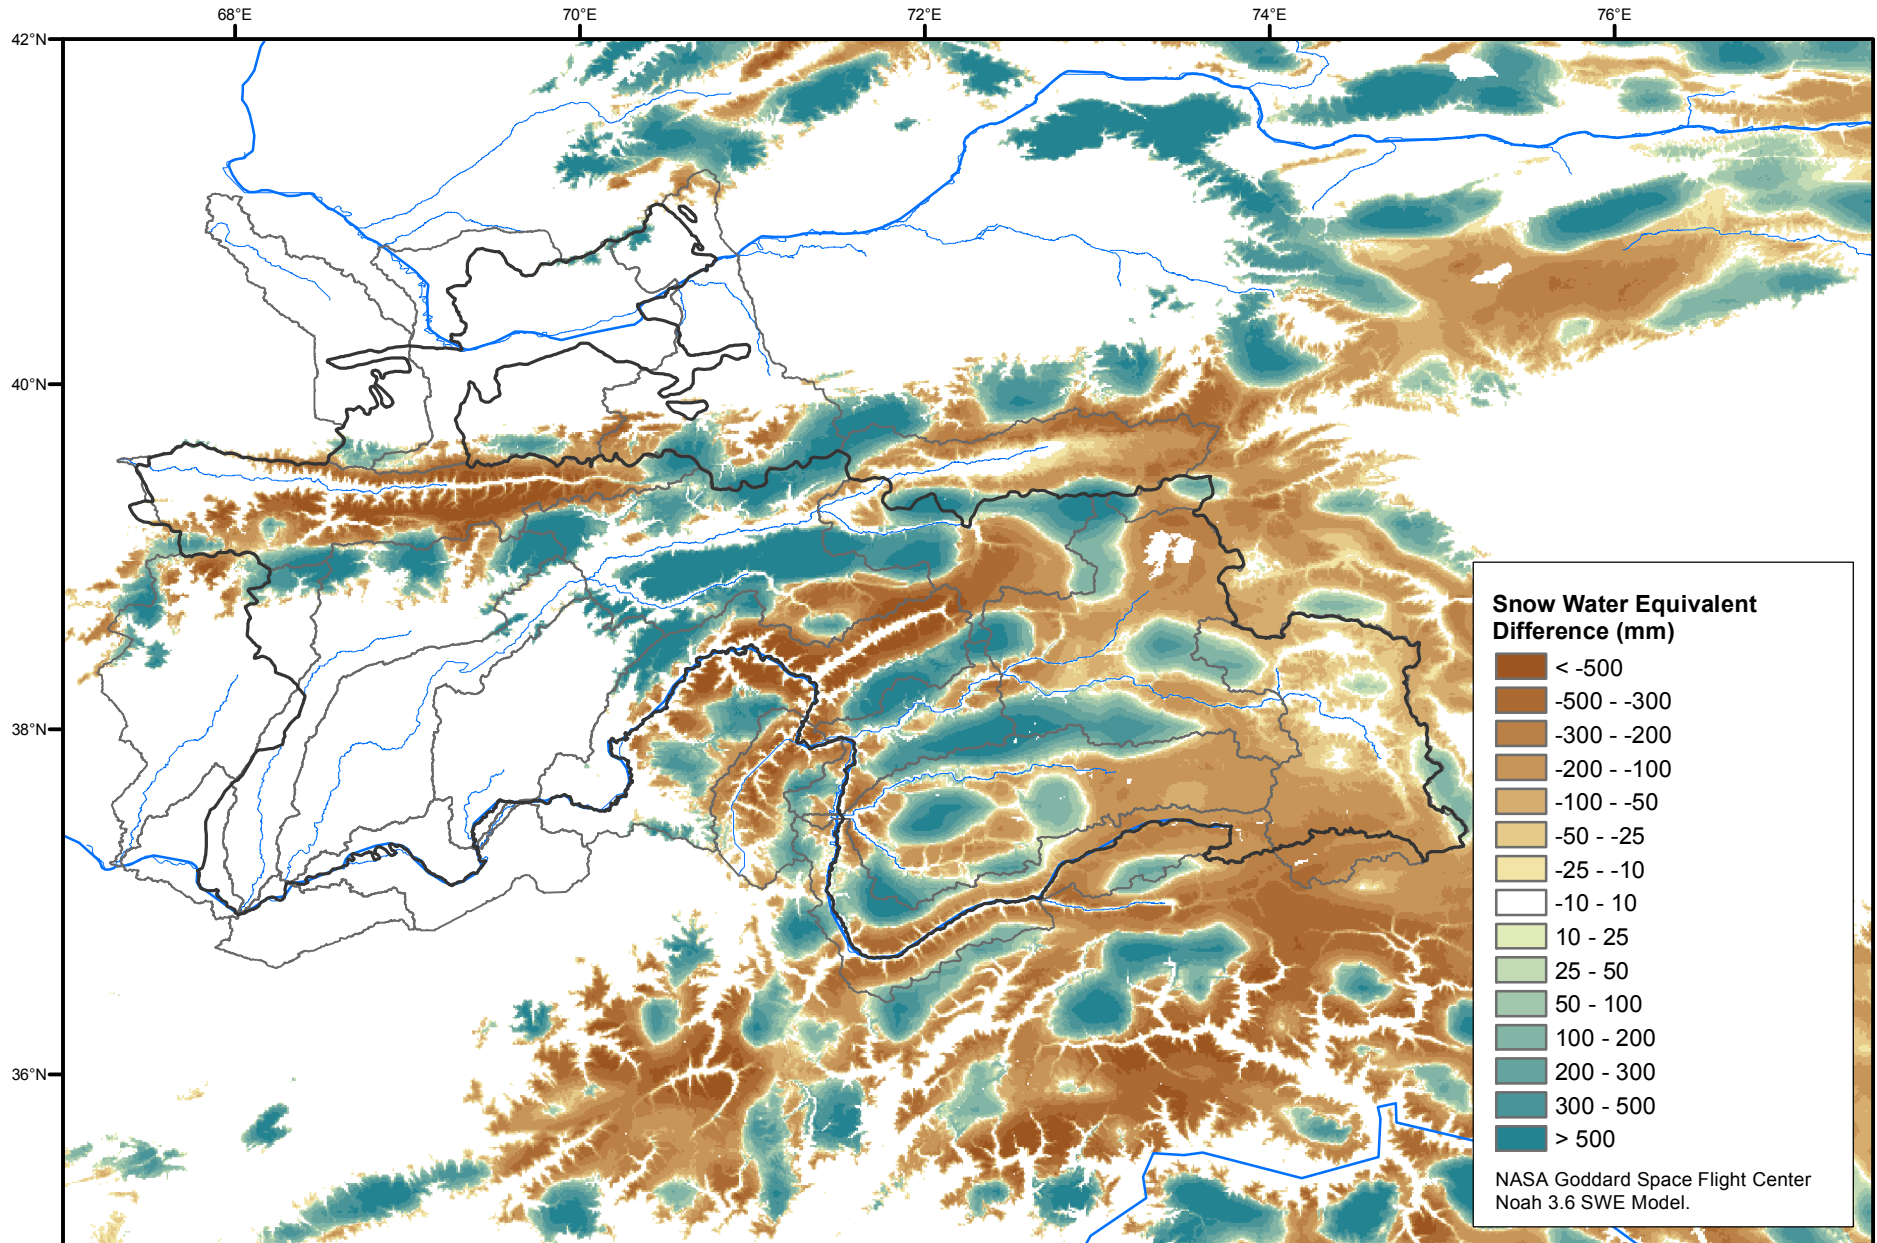 68°E 70°E 72°E 74°E 76°E
42°N
40°N
38°N
36°N
Snow Water Equivalent
Difference (mm)
< -500
-500 - -300
-300 - -200
-200 - -100
-100 - -50
-50 - -25
-25 - -10
-10 - 10
10 - 25
25 - 50
50 - 100
100 - 200
200 - 300
300 - 500
> 500
NASA Goddard Space Flight Center
Noah 3.6 SWE Model.